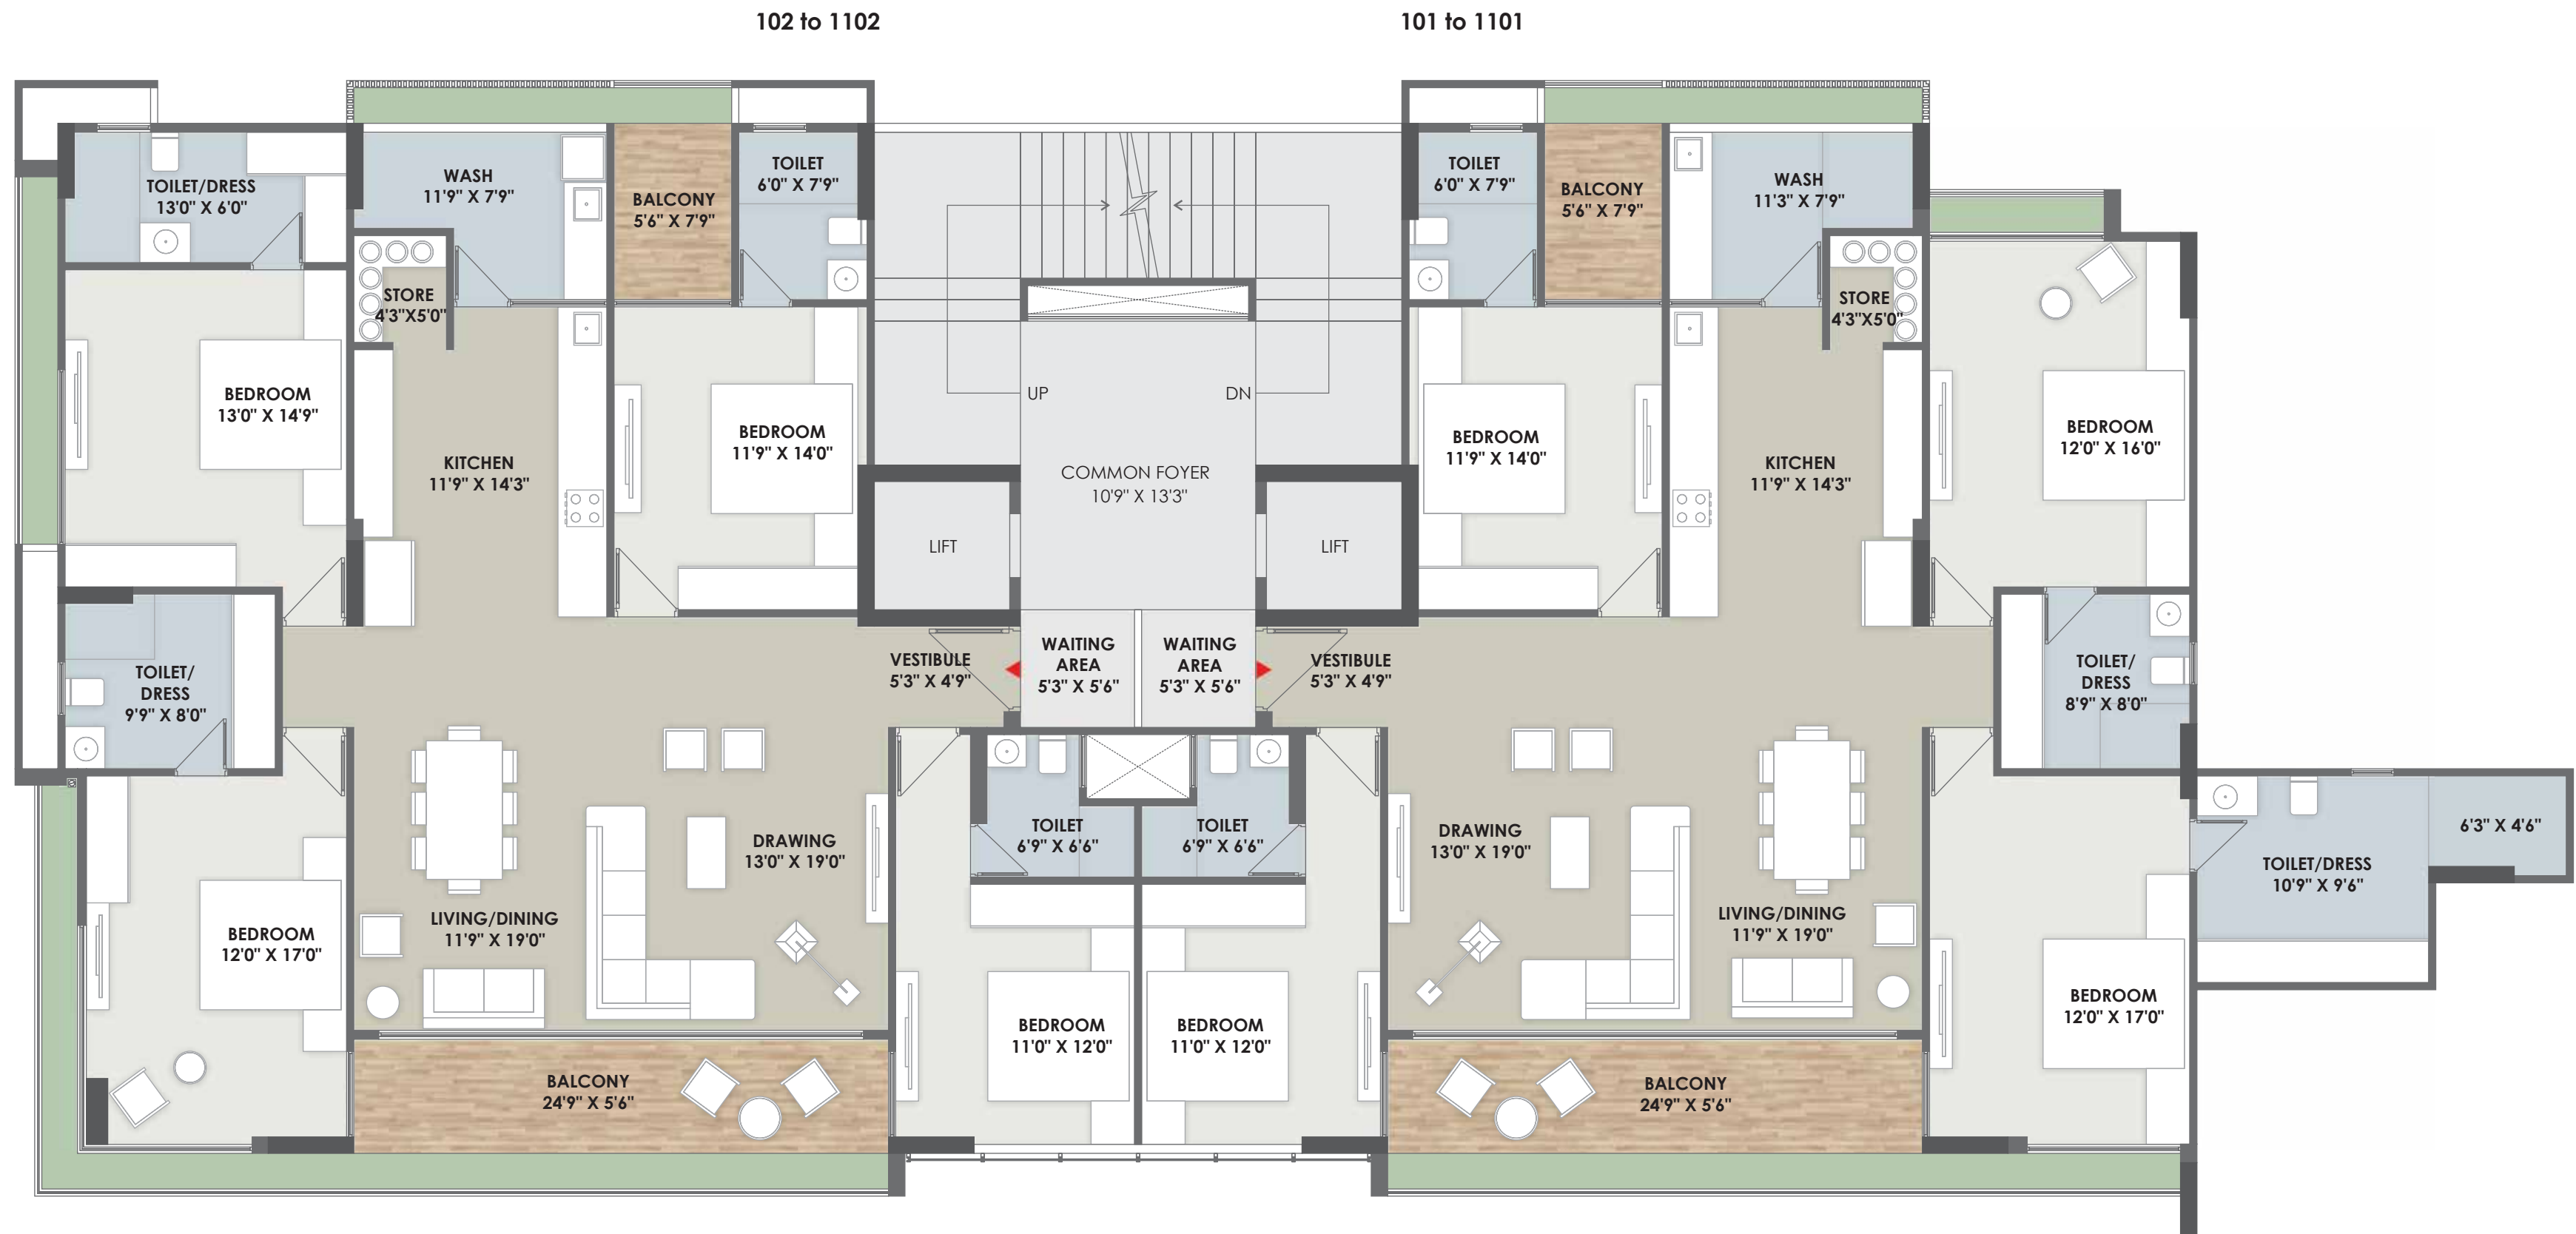 102 to 1102
101 to 1101
TOILET/DRESS
13'0" X 6'0"
WASH
11'9" X 7'9"
BALCONY
5'6" X 7'9"
TOILET
6'0" X 7'9"
STORE
4'3"X5'0"
BEDROOM
13'0" X 14'9"
KITCHEN
11'9" X 14'3"
BEDROOM
11'9" X 14'0"
TOILET/
DRESS
9'9" X 8'0"
VESTIBULE
5'3" X 4'9"
DRAWING
13'0" X 19'0"
LIVING/DINING
11'9" X 19'0"
BEDROOM
12'0" X 17'0"
BALCONY
24'9" X 5'6"
TOILET
6'9" X 6'6"
BEDROOM
11'0" X 12'0"
UP
DN
COMMON FOYER
10'9" X 13'3"
LIFT
LIFT
WAITING
AREA
5'3" X 5'6"
WAITING
AREA
5'3" X 5'6"
TOILET
6'0" X 7'9"
BALCONY
5'6" X 7'9"
WASH
11'3" X 7'9"
STORE
4'3"X5'0"
BEDROOM
11'9" X 14'0"
KITCHEN
11'9" X 14'3"
BEDROOM
12'0" X 16'0"
VESTIBULE
5'3" X 4'9"
TOILET/
DRESS
8'9" X 8'0"
TOILET
6'9" X 6'6"
DRAWING
13'0" X 19'0"
LIVING/DINING
11'9" X 19'0"
TOILET/DRESS
10'9" X 9'6"
6'3" X 4'6"
BEDROOM
11'0" X 12'0"
BALCONY
24'9" X 5'6"
BEDROOM
12'0" X 17'0"